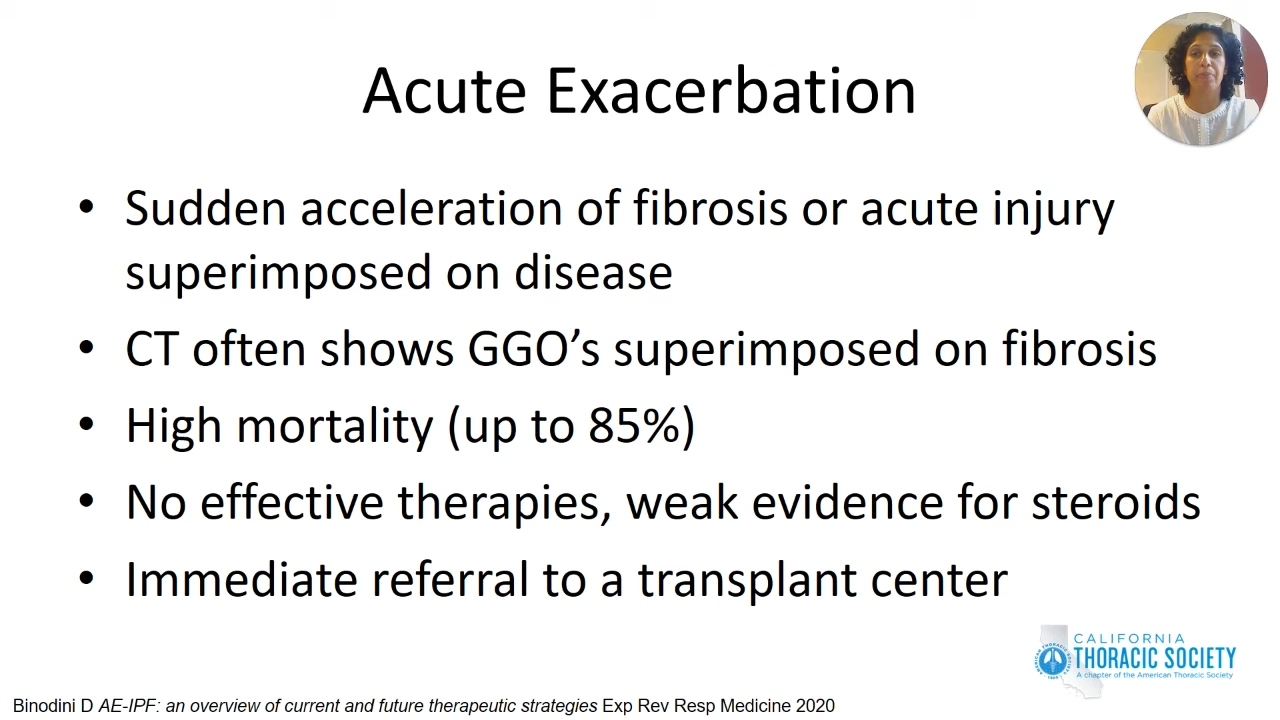 Acute Exacerbation
• Sudden acceleration of fibrosis or acute injury
superimposed on disease
• CT often shows GGO’s superimposed on fibrosis
• High mortality (up to 85%)
• No effective therapies, weak evidence for steroids
• Immediate referral to a transplant center
CALIFORNIA
THORACIC SOCIETY
A chapter of the American Thoracic Society
Binodini D AE-IPF: an overview of current and future therapeutic strategies Exp Rev Resp Medicine 2020